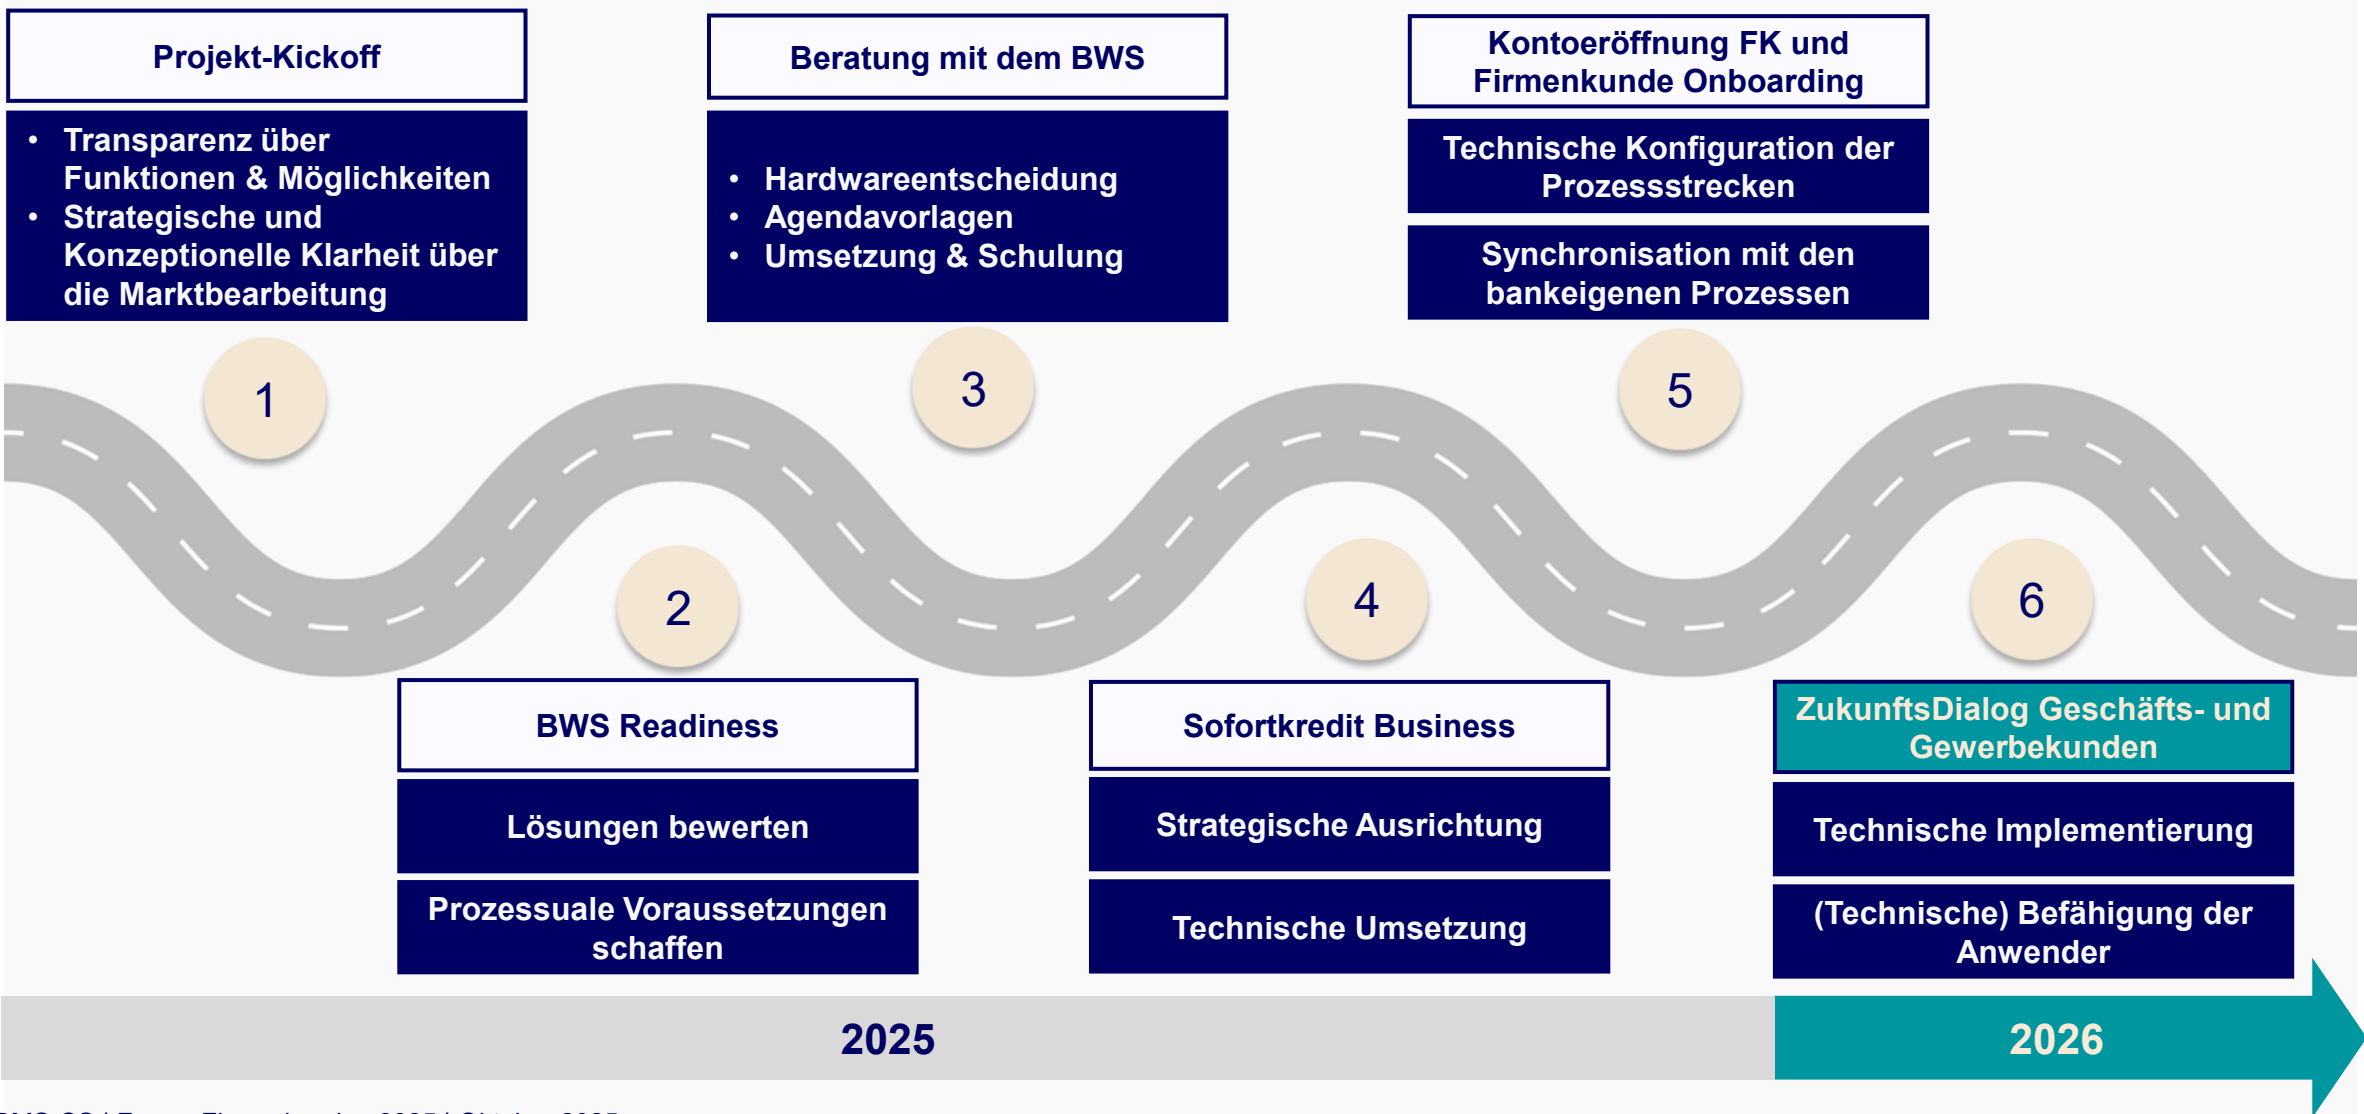 Projekt-Kickoff
• Transparenz über
Funktionen & Möglichkeiten
• Strategische und
Konzeptionelle Klarheit über
die Marktbearbeitung
1
BWS Readiness
Lösungen bewerten
Prozessuale Voraussetzungen
schaffen
2
Beratung mit dem BWS
• Hardwareentscheidung
• Agendavorlagen
• Umsetzung & Schulung
3
Sofortkredit Business
Strategische Ausrichtung
Technische Umsetzung
4
Kontoeröffnung FK und
Firmenkunde Onboarding
Technische Konfiguration der
Prozessstrecken
Synchronisation mit den
bankeigenen Prozessen
5
ZukunftsDialog Geschäfts- und
Gewerbekunden
Technische Implementierung
(Technische) Befähigung der
Anwender
6
2025
2026